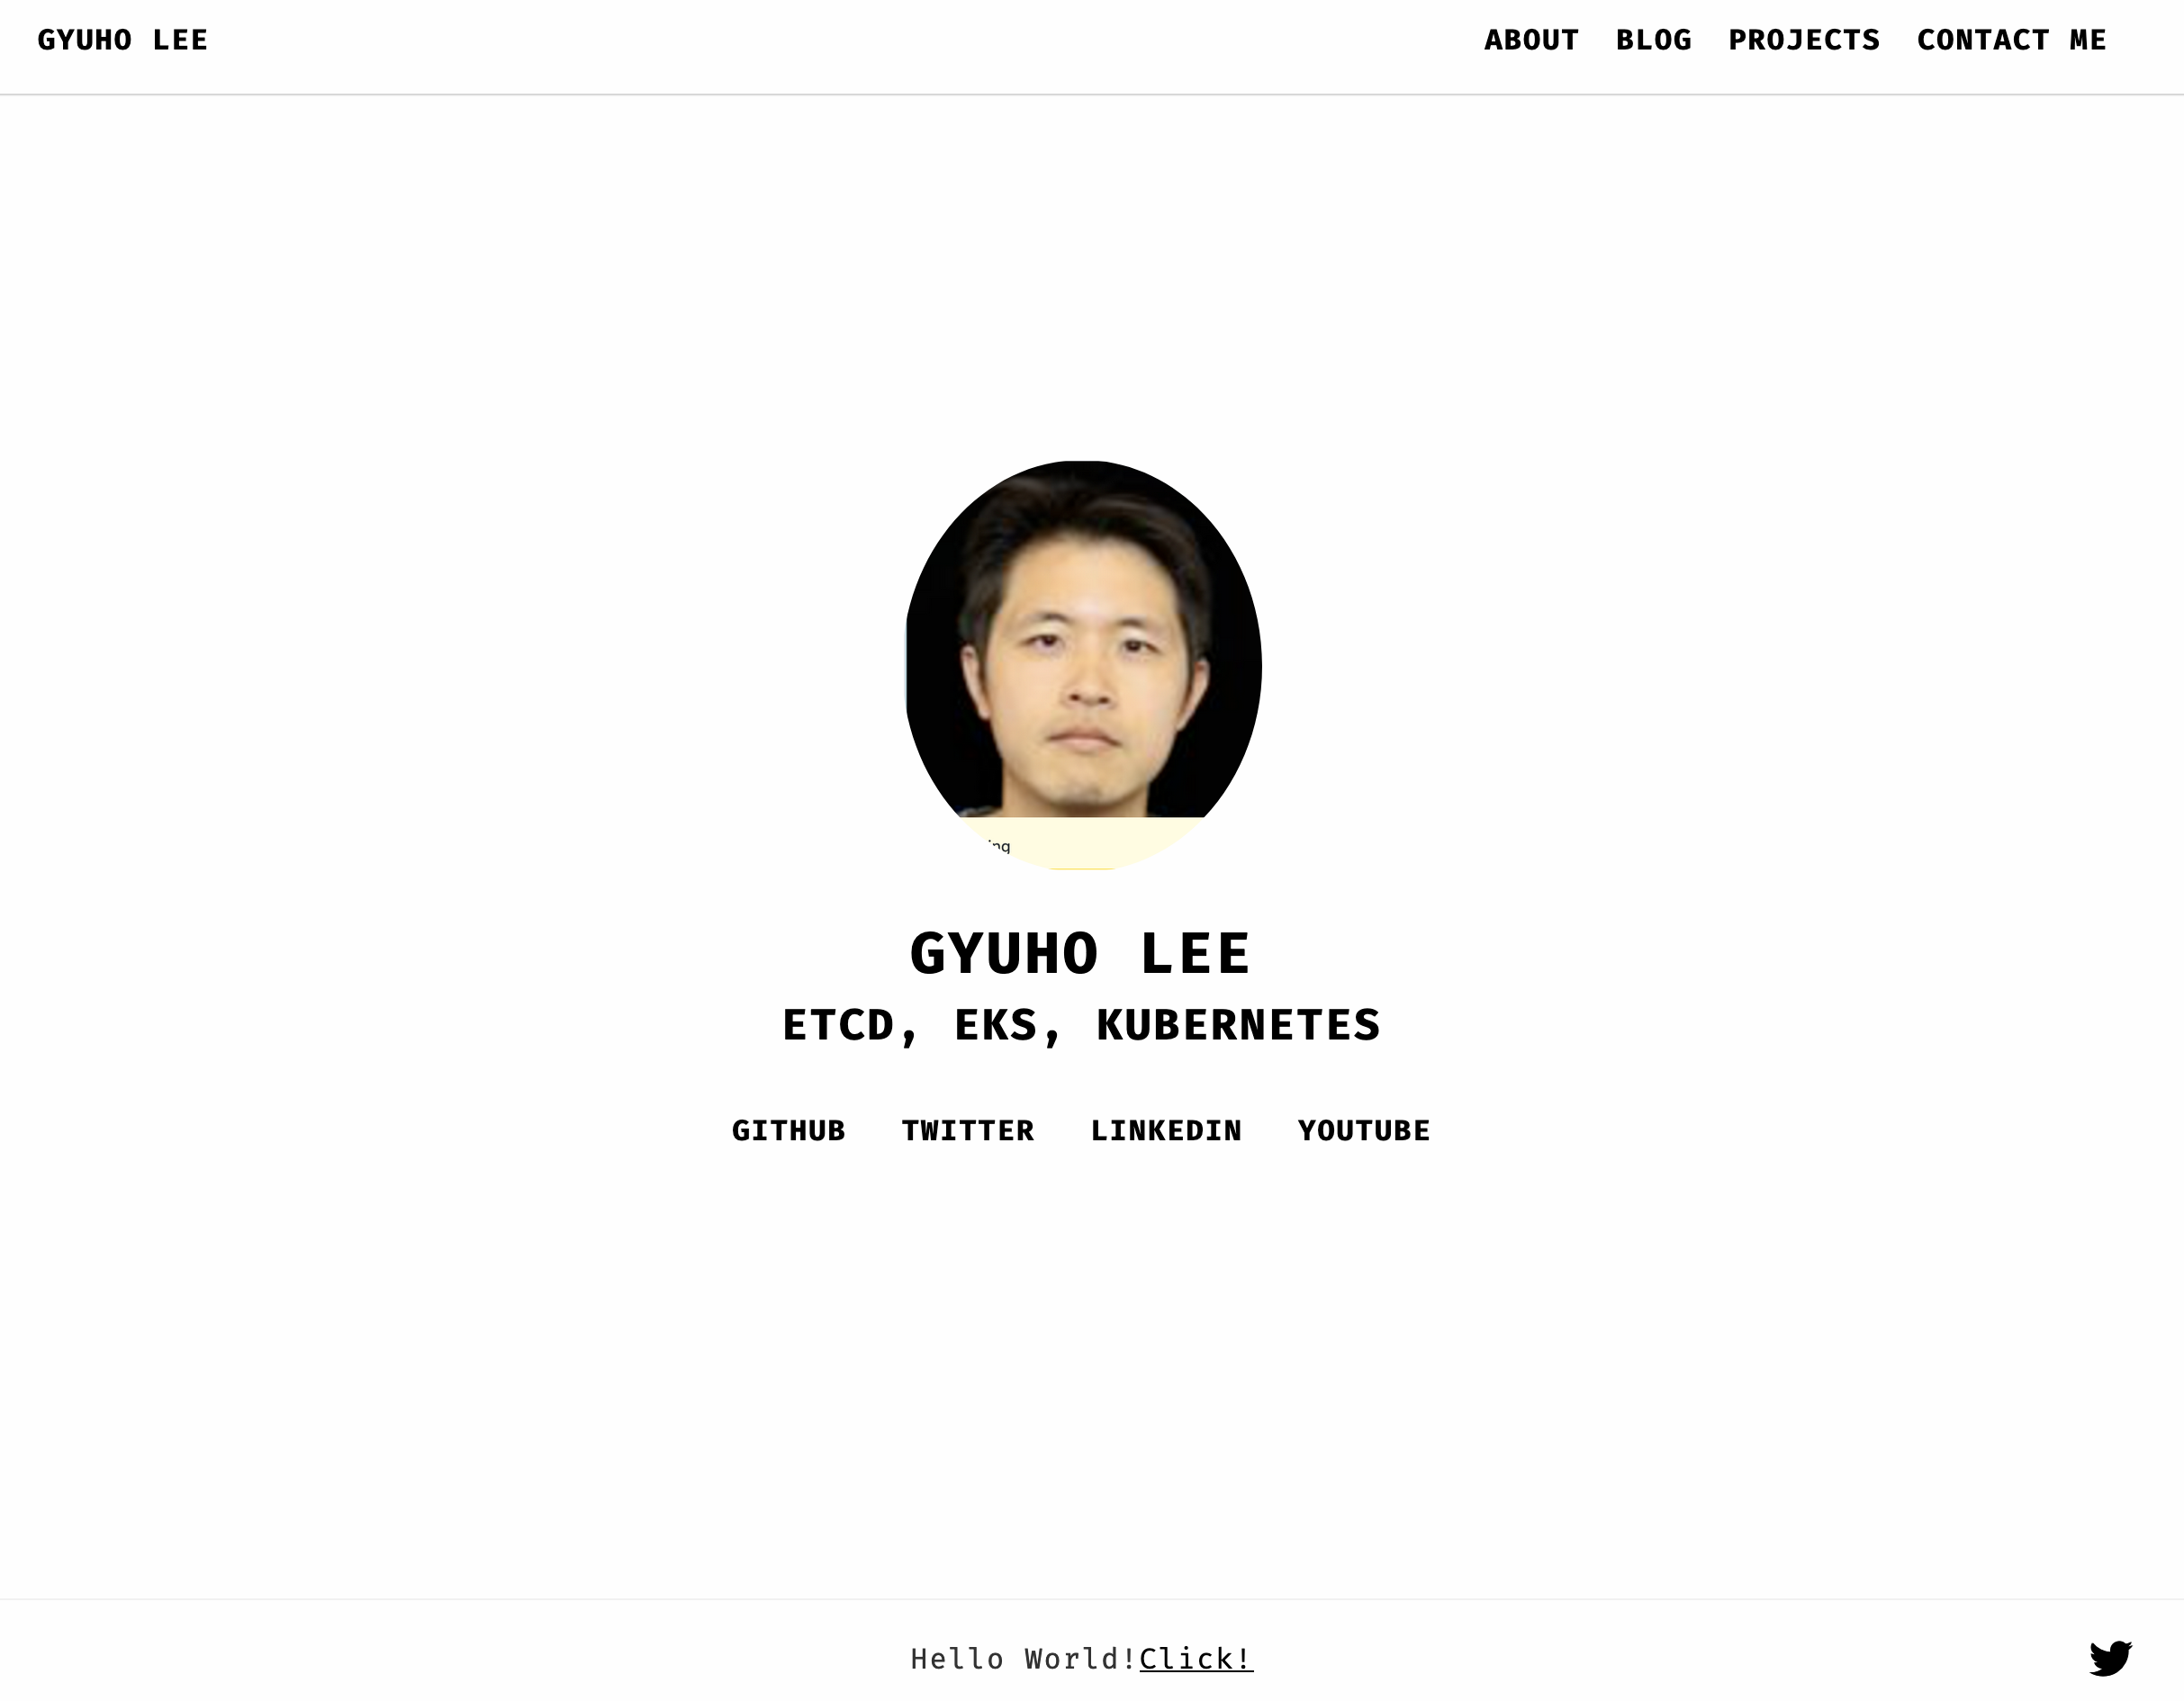 GYUHO LEE
ABOUT BLOG PROJECTS CONTACT ME
GYUHO LEE
ETCD, EKS, KUBERNETES
GITHUB TWITTER LINKEDIN YOUTUBE
Hello World!Click!